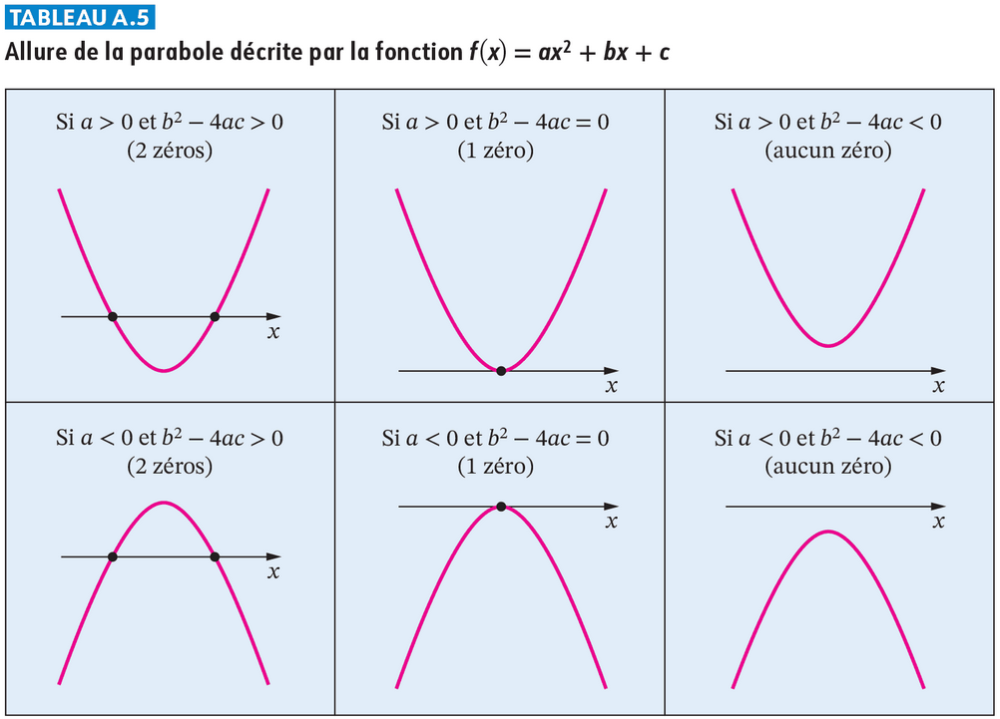 TABLEAU A.5
Allure de la parabole décrite par la fonction f(x) = ax² + bx + c
Si a > 0 et b² – 4ac > 0
(2 zéros)
x
Si a > 0 et b² – 4ac = 0
(1 zéro)
x
Si a > 0 et b² – 4ac < 0
(aucun zéro)
x
Si a < 0 et b² – 4ac > 0
(2 zéros)
x
Si a < 0 et b² – 4ac = 0
(1 zéro)
x
Si a < 0 et b² – 4ac < 0
(aucun zéro)
x